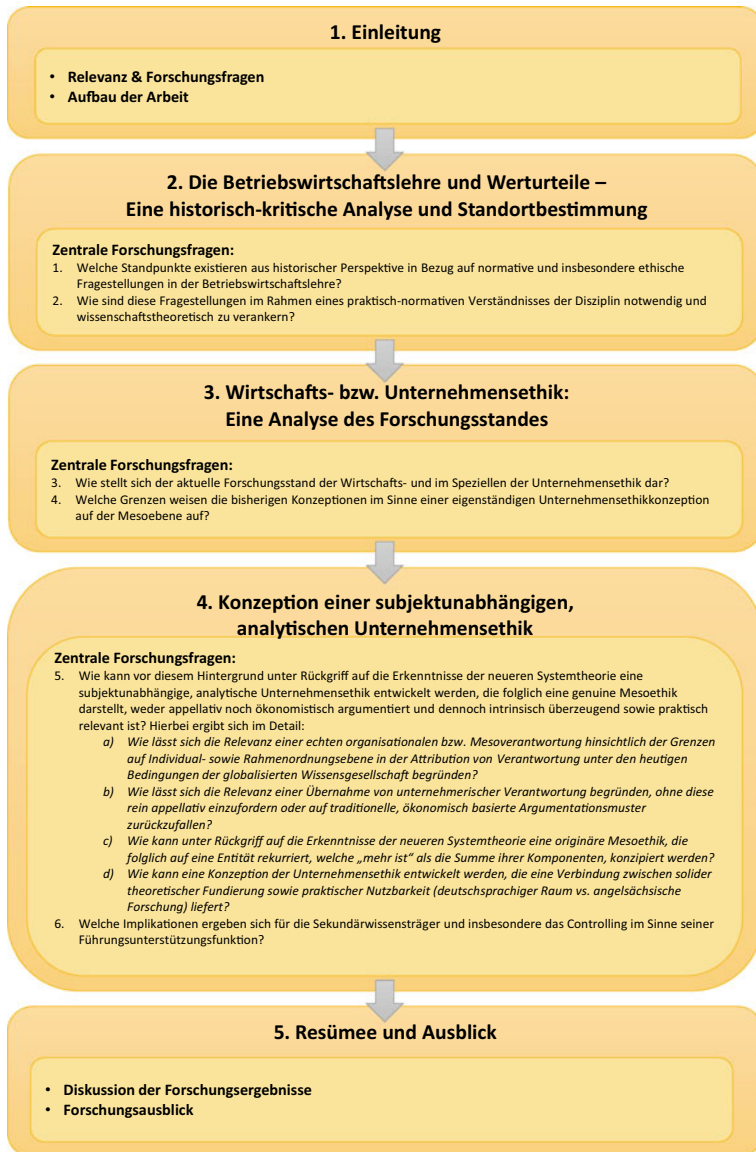 1. Einleitung
• Relevanz & Forschungsfragen
• Aufbau der Arbeit
2. Die Betriebswirtschaftslehre und Werturteile –
Eine historisch-kritische Analyse und Standortbestimmung
Zentrale Forschungsfragen:
1. Welche Standpunkte existieren aus historischer Perspektive in Bezug auf normative und insbesondere ethische
Fragestellungen in der Betriebswirtschaftslehre?
2. Wie sind diese Fragestellungen im Rahmen eines praktisch-normativen Verständnisses der Disziplin notwendig und
wissenschaftstheoretisch zu verankern?
3. Wirtschafts- bzw. Unternehmensethik:
Eine Analyse des Forschungsstandes
Zentrale Forschungsfragen:
3. Wie stellt sich der aktuelle Forschungsstand der Wirtschafts- und im Speziellen der Unternehmensethik dar?
4. Welche Grenzen weisen die bisherigen Konzeptionen im Sinne einer eigenständigen Unternehmensethikkonzeption
auf der Mesoebene auf?
4. Konzeption einer subjektunabhängigen,
analytischen Unternehmensethik
Zentrale Forschungsfragen:
5. Wie kann vor diesem Hintergrund unter Rückgriff auf die Erkenntnisse der neueren Systemtheorie eine
subjektunabhängige, analytische Unternehmensethik entwickelt werden, die folglich eine genuine Mesoethik
darstellt, weder appellativ noch ökonomistisch argumentiert und dennoch intrinsisch überzeugend sowie praktisch
relevant ist? Hierbei ergibt sich im Detail:
a) Wie lässt sich die Relevanz einer echten organisationalen bzw. Mesoverantwortung hinsichtlich der Grenzen
auf Individual- sowie Rahmenordnungsebene in der Attribution von Verantwortung unter den heutigen
Bedingungen der globalisierten Wissensgesellschaft begründen?
b) Wie lässt sich die Relevanz einer Übernahme von unternehmerischer Verantwortung begründen, ohne diese
rein appellativ einzufordern oder auf traditionelle, ökonomisch basierte Argumentationsmuster
zurückzufallen?
c) Wie kann unter Rückgriff auf die Erkenntnisse der neueren Systemtheorie eine originäre Mesoethik, die
folglich auf eine Entität rekurriert, welche „mehr ist“ als die Summe ihrer Komponenten, konzipiert werden?
d) Wie kann eine Konzeption der Unternehmensethik entwickelt werden, die eine Verbindung zwischen solider
theoretischer Fundierung sowie praktischer Nutzbarkeit (deutschsprachiger Raum vs. angelsächsische
Forschung) liefert?
6. Welche Implikationen ergeben sich für die Sekundärwissensträger und insbesondere das Controlling im Sinne seiner
Führungsunterstützungsfunktion?
5. Resümee und Ausblick
• Diskussion der Forschungsergebnisse
• Forschungsausblick